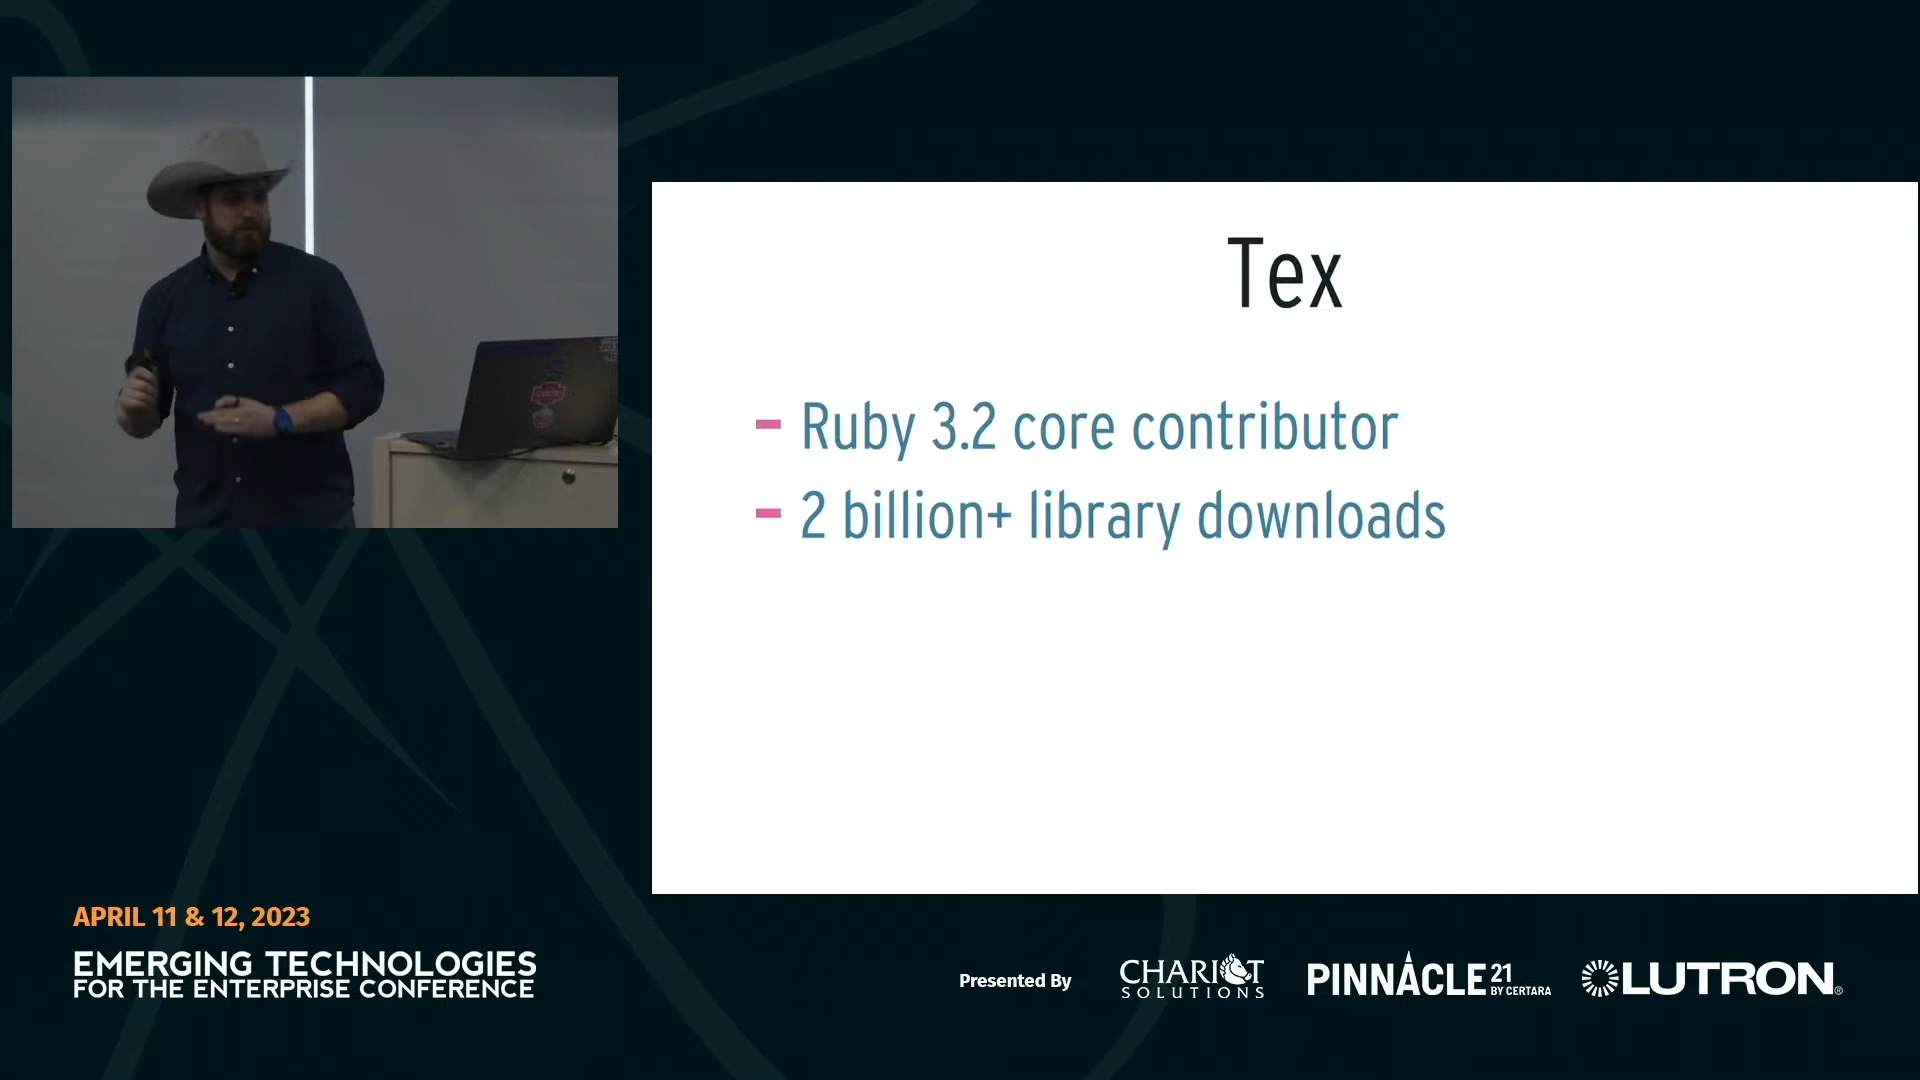 Tex
- Ruby 3.2 core contributor
- 2 billion+ library downloads
APRIL 11 & 12, 2023
EMERGING TECHNOLOGIES
FOR THE ENTERPRISE CONFERENCE
Presented By
CHARIOT
SOLUTIONS
PINNACLE 21
BY CERTARA
LUTRON®